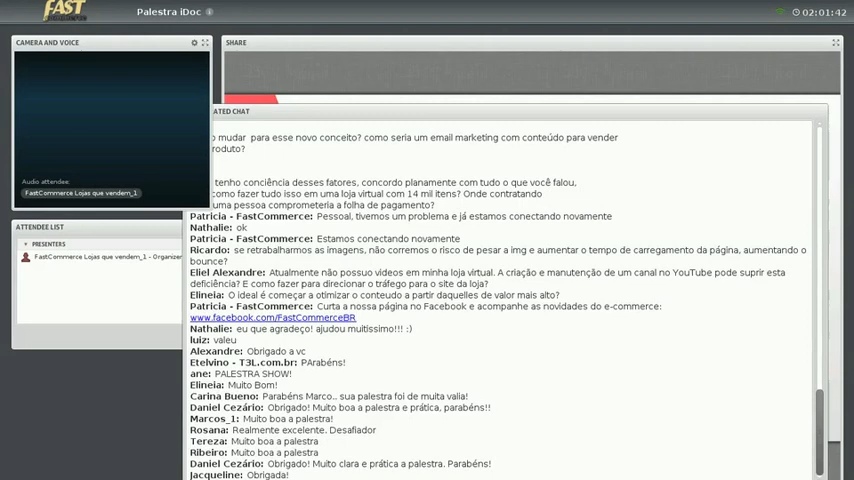 FAST
Palestra iDoc
02:01:42
CAMERA AND VOICE
SHARE
ATED CHAT
o mudar para esse novo conceito? como seria um email marketing com conteúdo para vender
roduto?
tenho conciência desses fatores, concordo planamente com tudo o que você falou,
como fazer tudo isso em uma loja virtual com 14 mil itens? Onde contratando
uma pessoa comprometeria a folha de pagamento?
Audio attendee:
FastCommerce Lojas que vendem_1
ATTENDEE LIST
PRESENTERS
FastCommerce Lojas que vendem_1 - Organizer
Patricia - FastCommerce: Pessoal, tivemos um problema e já estamos conectando novamente
Nathalie: ok
Patricia - FastCommerce: Estamos conectando novamente
Ricardo: se retrabalharmos as imagens, não corremos o risco de pesar a img e aumentar o tempo de carregamento da página, aumentando o
bounce?
Eliel Alexandre: Atualmente não possuo videos em minha loja virtual. A criação e manutenção de um canal no YouTube pode suprir esta
deficiência? E como fazer para direcionar o tráfego para o site da loja?
Elineia: O ideal é começar a otimizar o conteudo a partir daquelles de valor mais alto?
Patricia - FastCommerce: Curta a nossa página no Facebook e acompanhe as novidades do e-commerce:
www.facebook.com/FastCommerceBR
Nathalie: eu que agradeço! ajudou muitissimo!!! :)
luiz: valeu
Alexandre: Obrigado a vc
Etelvino - T3L.com.br: PArabéns!
ane: PALESTRA SHOW!
Elineia: Muito Bom!
Carina Bueno: Parabéns Marco.. sua palestra foi de muita valia!
Daniel Cezário: Obrigado! Muito boa a palestra e prática, parabéns!!
Marcos_1: Muito boa a palestra!
Rosana: Realmente excelente. Desafiador
Tereza: Muito boa a palestra
Ribeiro: Muito boa a palestra
Daniel Cezário: Obrigado! Muito clara e prática a palestra. Parabéns!
Jacqueline: Obrigada!